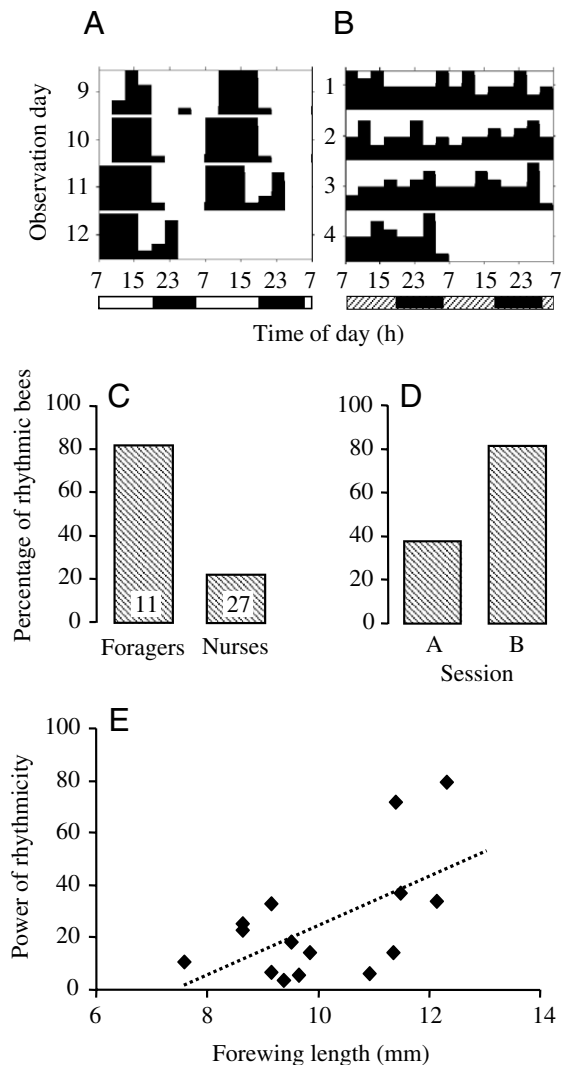 A
B
Observation day
9
10
11
12
1
2
3
4
7 15 23 7 15 23 7
7 15 23 7 15 23 7
Time of day (h)
Percentage of rhythmic bees
C
100
80
60
40
20
0
11
27
Foragers Nurses
D
100
80
60
40
20
0
A B
Session
E
Power of rhythmicity
100
80
60
40
20
0
6 8 10 12 14
Forewing length (mm)